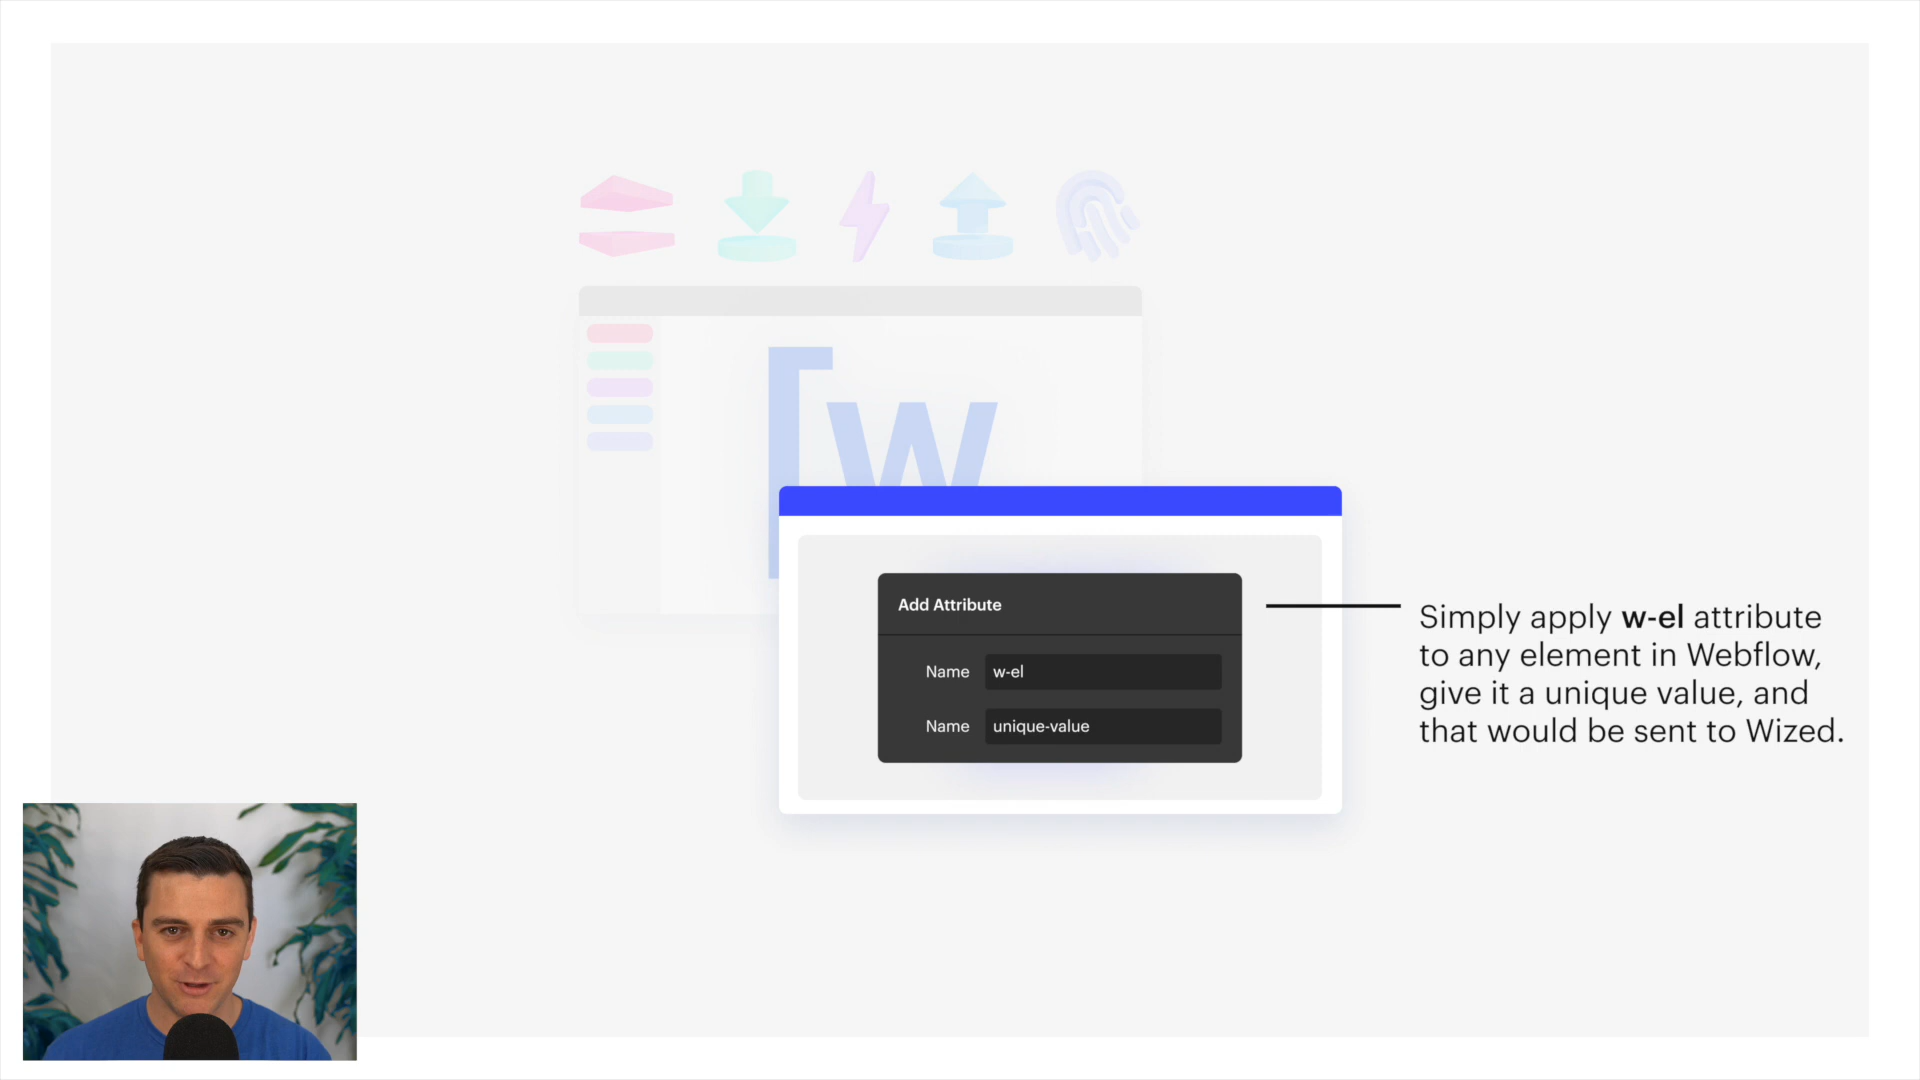 [w
Add Attribute
Name w-el
Name unique-value
Simply apply w-el attribute
to any element in Webflow,
give it a unique value, and
that would be sent to Wized.